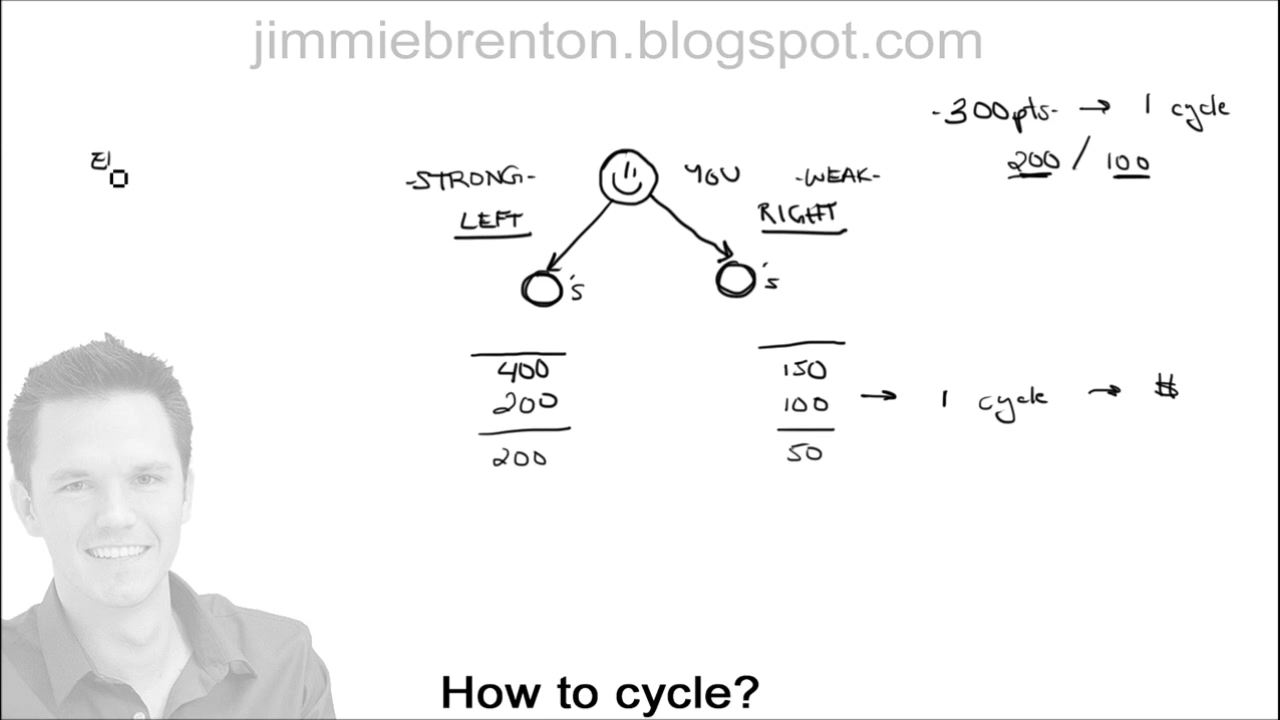 jimmiebrenton.blogspot.com
-300pts- → 1 cycle
200 / 100
-STRONG- YOU -WEAK-
LEFT RIGHT
's 's
400 150
200 100 → 1 cycle → $
200 50
How to cycle?